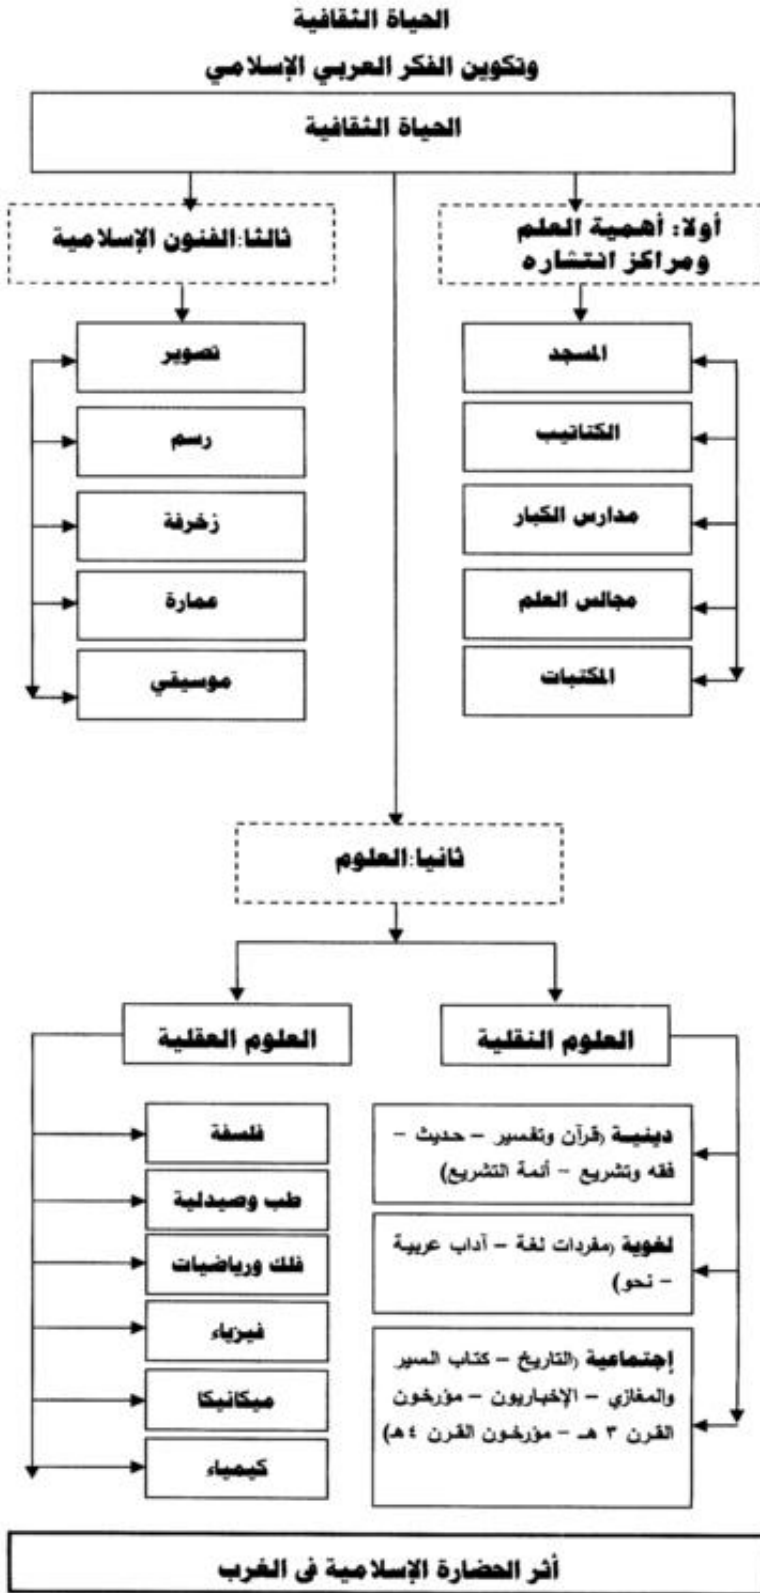 الحياة الثقافية
وتكوين الفكر العربي الإسلامي
الحياة الثقافية
أولا: أهمية العلم
ومراكز انتشاره
المسجد
الكتاتيب
مدارس الكبار
مجالس العلم
المكتبات
ثالثا:الفنون الإسلامية
تصوير
رسم
زخرفة
عمارة
موسيقي
ثانيا:العلوم
العلوم النقلية
دينية (قرآن وتفسير – حديث –
فقه وتشريع – أئمة التشريع)
لغوية (مفردات لغة – آداب عربية
– نحو)
إجتماعية (التاريخ – كتاب السير
والمغازي – الإخباريون – مؤرخون
القرن ٣ هـ – مؤرخون القرن ٤ هـ)
العلوم العقلية
فلسفة
طب وصيدلية
فلك ورياضيات
فيزياء
ميكانيكا
كيمياء
أثر الحضارة الإسلامية فى الغرب